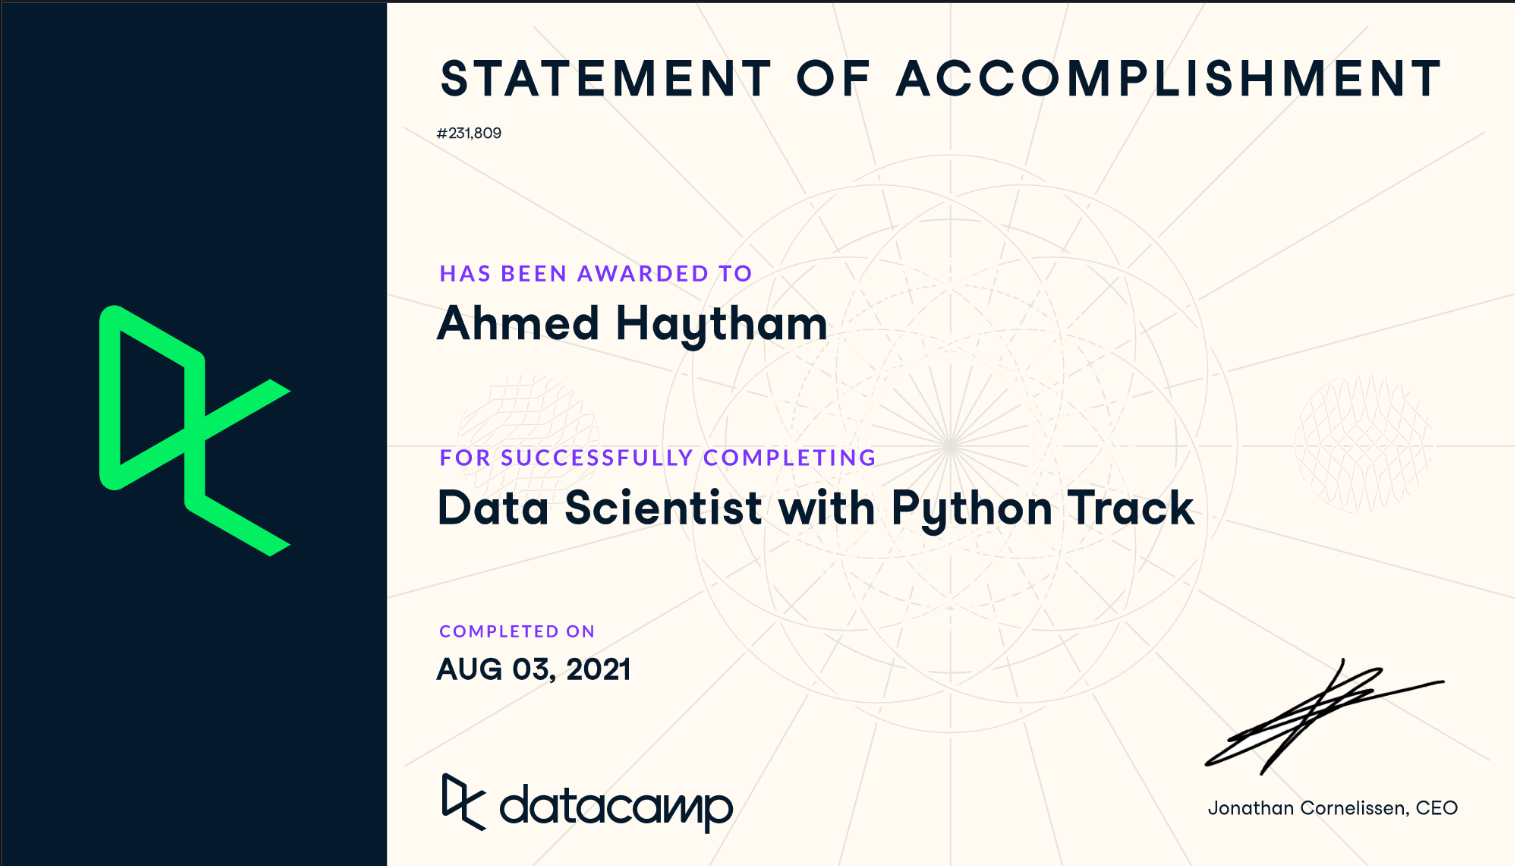 STATEMENT OF ACCOMPLISHMENT
#231,809
HAS BEEN AWARDED TO
Ahmed Haytham
FOR SUCCESSFULLY COMPLETING
Data Scientist with Python Track
COMPLETED ON
AUG 03, 2021
datacamp
Jonathan Cornelissen, CEO